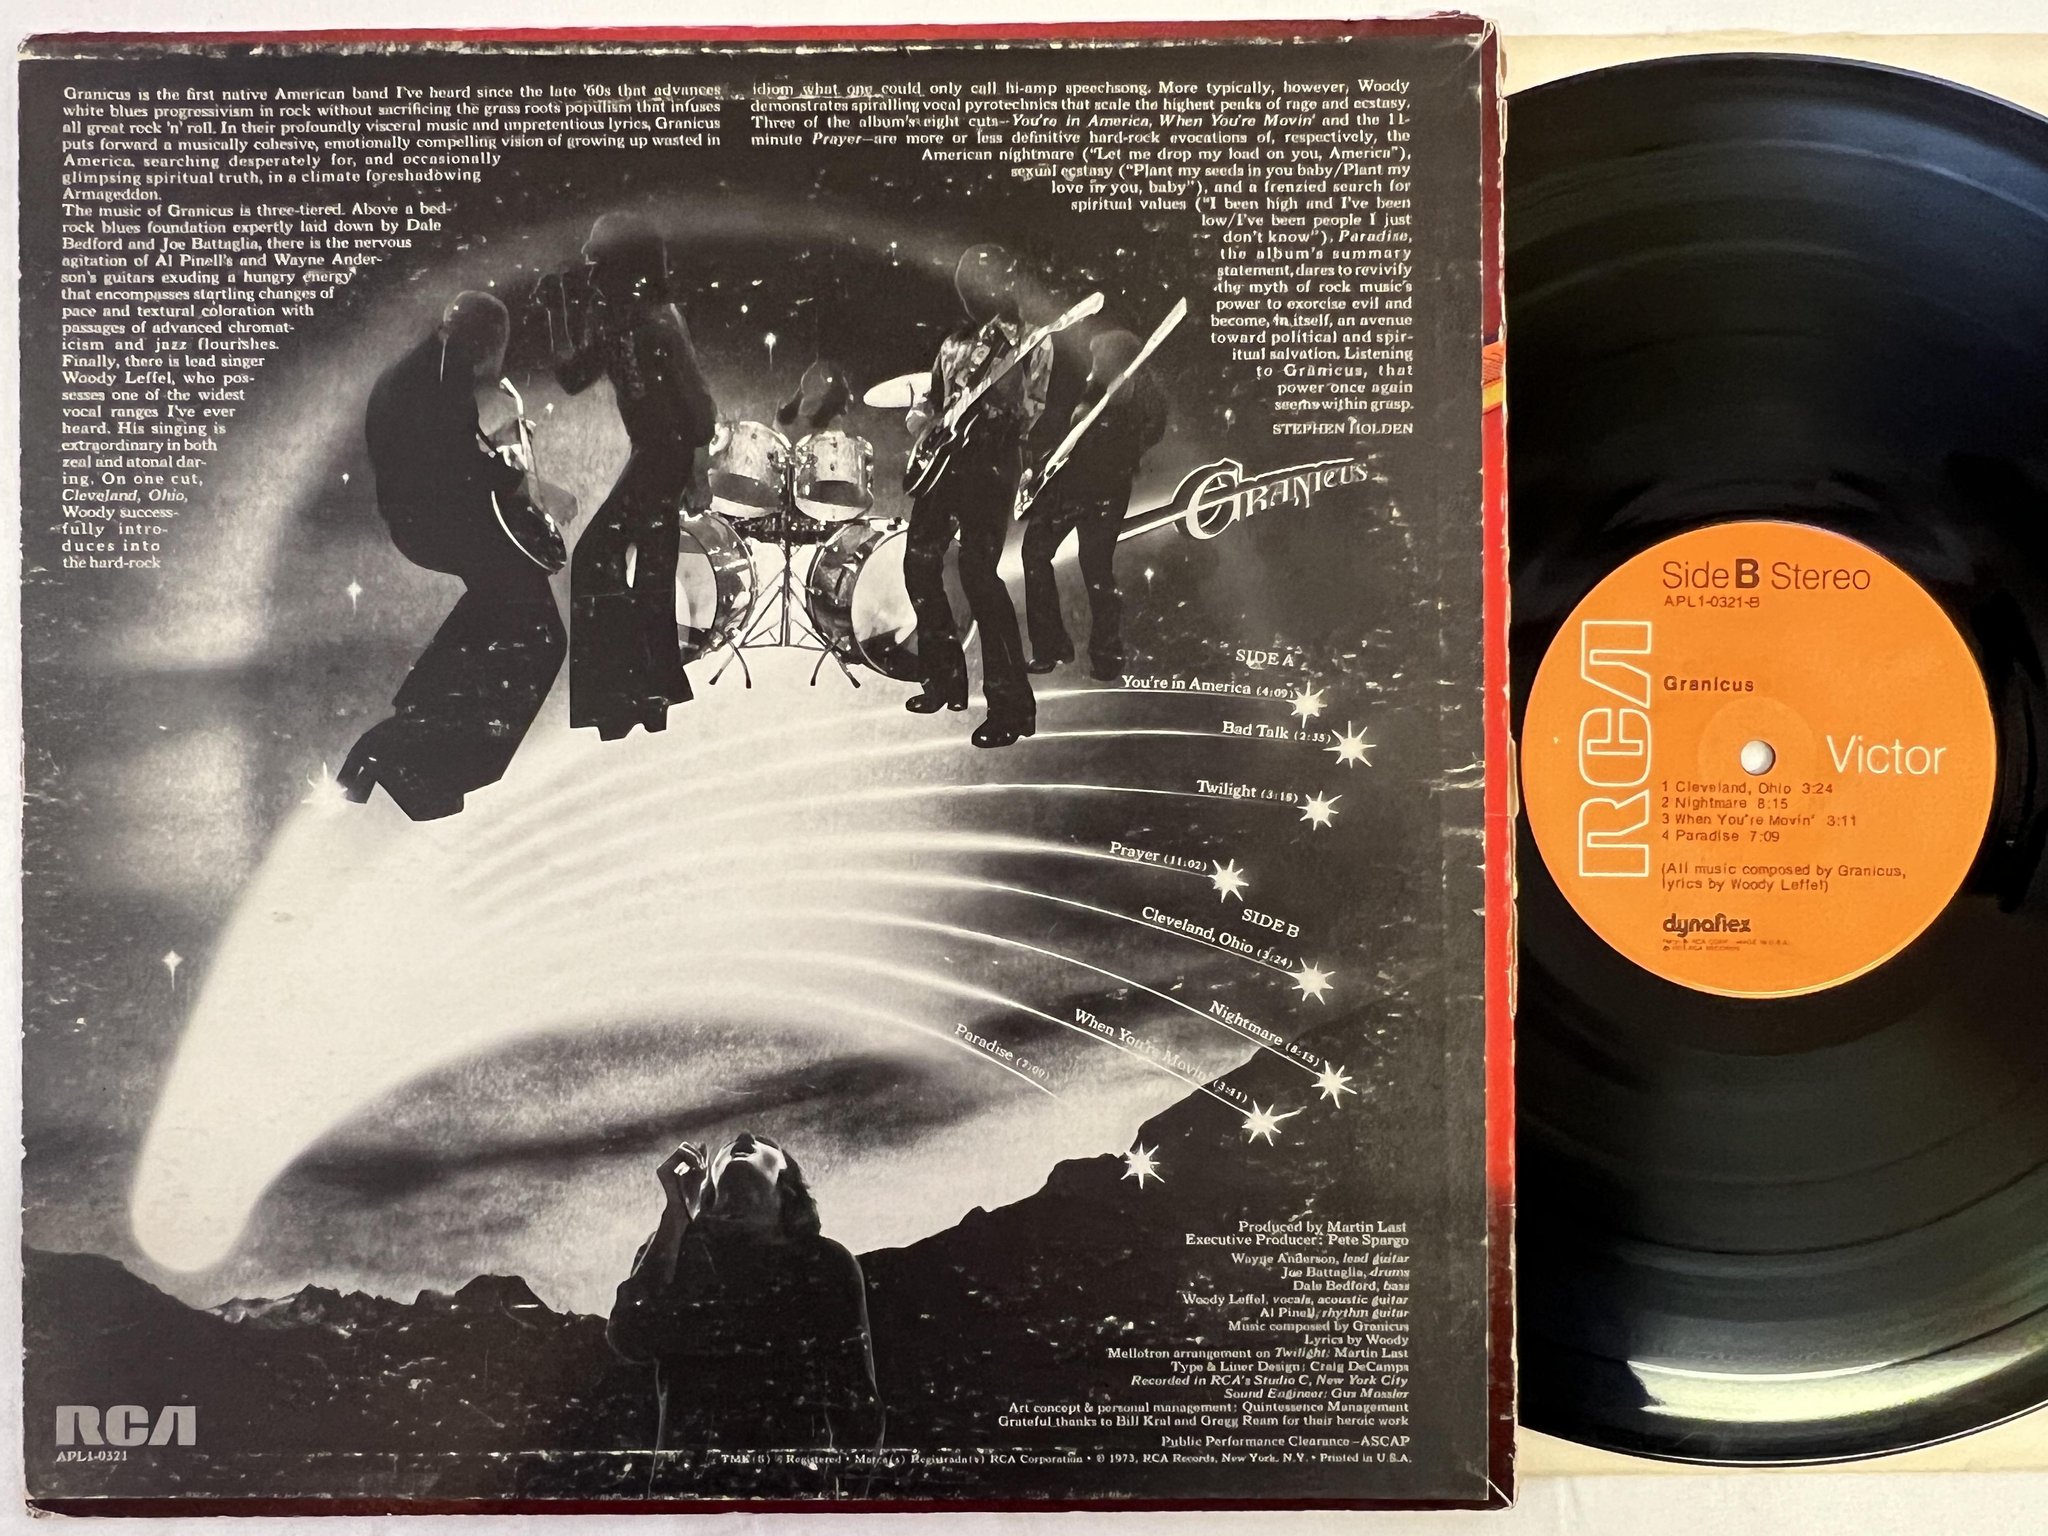 Granicus is the first native American band I've heard since the late '60s that advances
white blues progressivism in rock without sacrificing the grass roots populism that infuses
all great rock 'n' roll. In their profoundly visceral music and unpretentious lyrics, Granicus
puts forward a musically cohesive, emotionally compelling vision of growing up wasted in
America, searching desperately for, and occasionally
glimpsing spiritual truth, in a climate foreshadowing
Armageddon.
The music of Granicus is three-tiered. Above a bed-
rock blues foundation expertly laid down by Dale
Bedford and Joe Battaglia, there is the nervous
agitation of Al Pinell's and Wayne Ander-
son's guitars exuding a hungry energy
that encompasses startling changes of
pace and textural coloration with
passages of advanced chromat-
icism and jazz flourishes.
Finally, there is lead singer
Woody Leffel, who pos-
sesses one of the widest
vocal ranges I've ever
heard. His singing is
extraordinary in both
zeal and atonal dar-
ing. On one cut,
Cleveland, Ohio,
Woody success-
fully intro-
duces into
the hard-rock
idiom what one could only call hi-amp speechsong. More typically, however, Woody
demonstrates spiralling vocal pyrotechnics that scale the highest peaks of rage and ecstasy.
Three of the album's eight cuts—You're in America, When You're Movin' and the 11-
minute Prayer—are more or less definitive hard-rock evocations of, respectively, the
American nightmare ("Let me drop my load on you, America"),
sexual ecstasy ("Plant my seeds in you baby/Plant my
love in you, baby"), and a frenzied search for
spiritual values ("I been high and I've been
low/I've been people I just
don't know"). Paradise,
the album's summary
statement, dares to revivify
the myth of rock music's
power to exorcise evil and
become, in itself, an avenue
toward political and spir-
itual salvation. Listening
to Granicus, that
power once again
seems within grasp.
STEPHEN HOLDEN
GRANICUS
SIDE A
You're in America (4:09)
Bad Talk (2:35)
Twilight (3:18)
Prayer (11:02)
SIDE B
Cleveland, Ohio (3:24)
Nightmare (8:15)
When You're Movin' (3:11)
Paradise (7:09)
Produced by Martin Last
Executive Producer: Pete Spargo
Wayne Anderson, lead guitar
Joe Battaglia, drums
Dale Bedford, bass
Woody Leffel, vocals, acoustic guitar
Al Pinell, rhythm guitar
Music composed by Granicus
Lyrics by Woody
Mellotron arrangement on Twilight: Martin Last
Type & Liner Design: Craig DeCamps
Recorded in RCA's Studio C, New York City
Sound Engineer: Gus Mossler
Art concept & personal management: Quintessence Management
Grateful thanks to Bill Kral and Gregg Ream for their heroic work
Public Performance Clearance—ASCAP
TMK(s) ® Registered • Marca(s) Registrada(s) RCA Corporation • ℗ 1973, RCA Records, New York, N.Y. • Printed in U.S.A.
RCA
APL1-0321
Side B Stereo
APL1-0321-B
RCA
Granicus
Victor
1 Cleveland, Ohio 3:24
2 Nightmare 8:15
3 When You're Movin' 3:11
4 Paradise 7:09
(All music composed by Granicus,
lyrics by Woody Leffel)
dynaflex